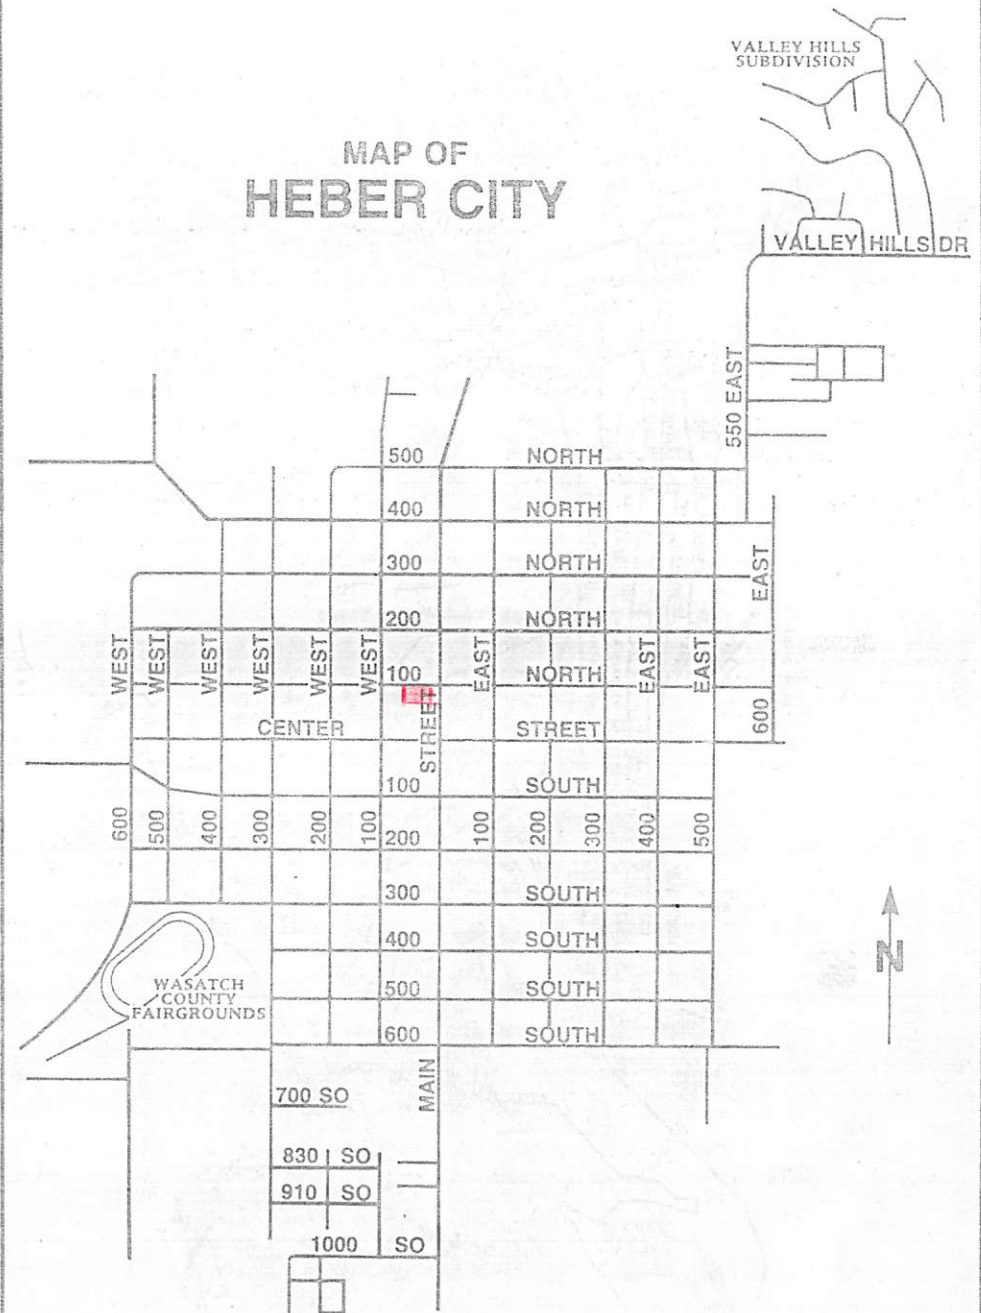 VALLEY HILLS
SUBDIVISION
MAP OF
HEBER CITY
VALLEY HILLS DR
550 EAST
500 NORTH
400 NORTH
300 NORTH
EAST
200 NORTH
WEST WEST WEST WEST WEST WEST EAST EAST EAST
100 NORTH
600
CENTER STREET
STREET
100 SOUTH
600 500 400 300 200 100 100 200 300 400 500
200
300 SOUTH
400 SOUTH
N
WASATCH
COUNTY
FAIRGROUNDS
500 SOUTH
600 SOUTH
MAIN
700 SO
830 SO
910 SO
1000 SO